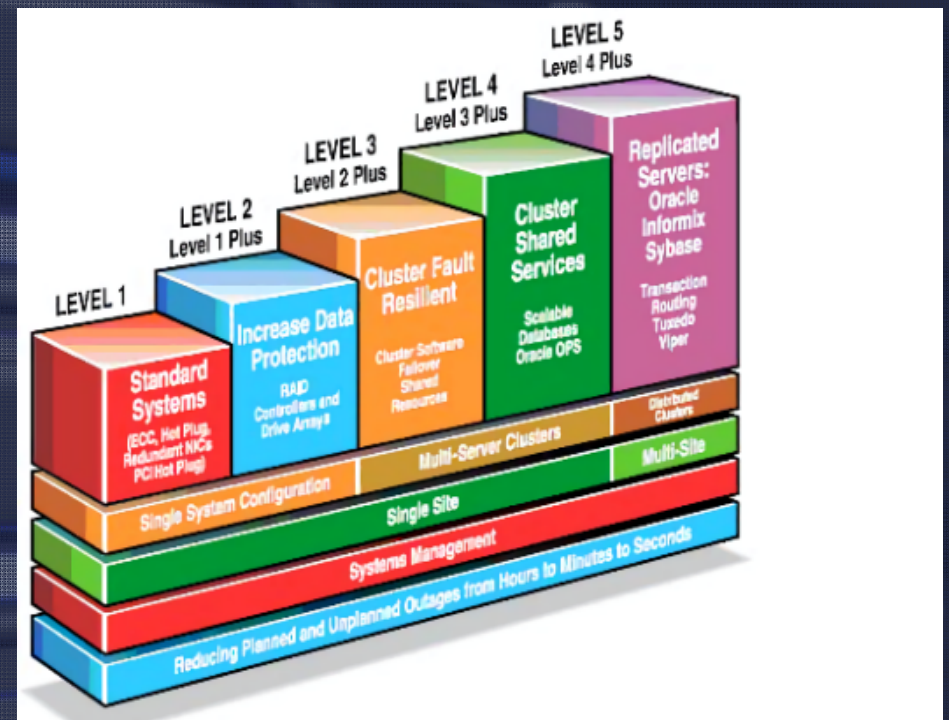 LEVEL 1
LEVEL 2
Level 1 Plus
LEVEL 3
Level 2 Plus
LEVEL 4
Level 3 Plus
LEVEL 5
Level 4 Plus
Standard
Systems
(ECC, Hot Plug,
Redundant NICs
PCI Hot Plug)
Increase Data
Protection
RAID
Controllers and
Drive Arrays
Cluster Fault
Resilient
Cluster Software
Failover
Shared
Resources
Cluster
Shared
Services
Scalable
Databases
Oracle OPS
Replicated
Servers:
Oracle
Informix
Sybase
Transaction
Routing
Tuxedo
Viper
Single System Configuration
Multi-Server Clusters
Distributed
Clusters
Single Site
Multi-Site
Systems Management
Reducing Planned and Unplanned Outages from Hours to Minutes to Seconds